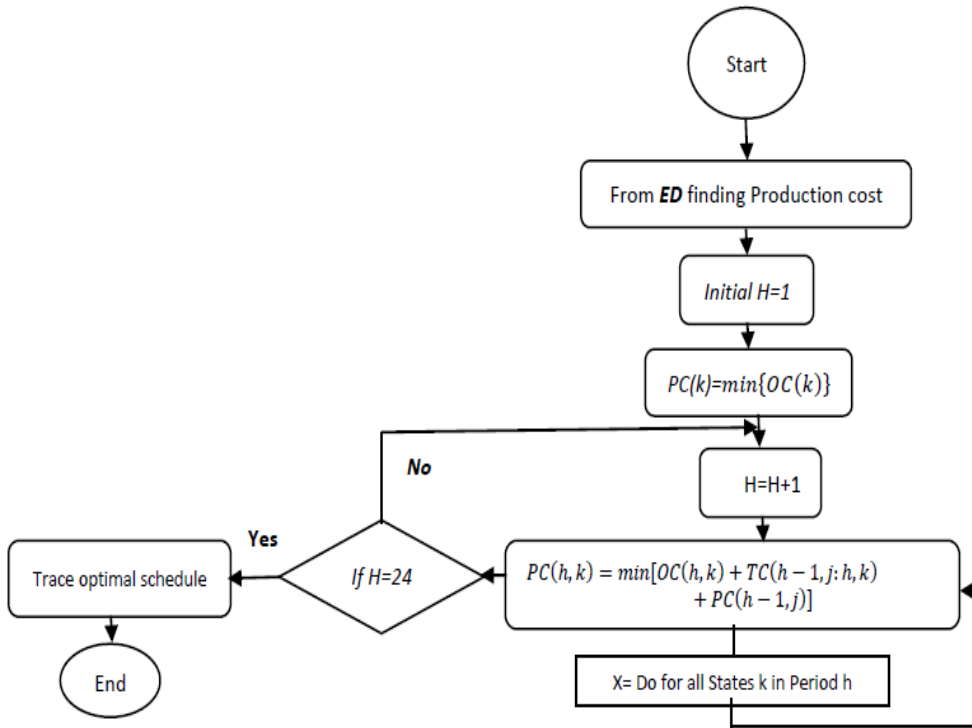 Start
From ED finding Production cost
Initial H=1
PC(k)=min{OC(k)}
No
H=H+1
Yes
If H=24
Trace optimal schedule
PC(h, k) = min[OC(h, k) + TC(h − 1, j: h, k)
+ PC(h − 1, j)]
End
X= Do for all States k in Period h